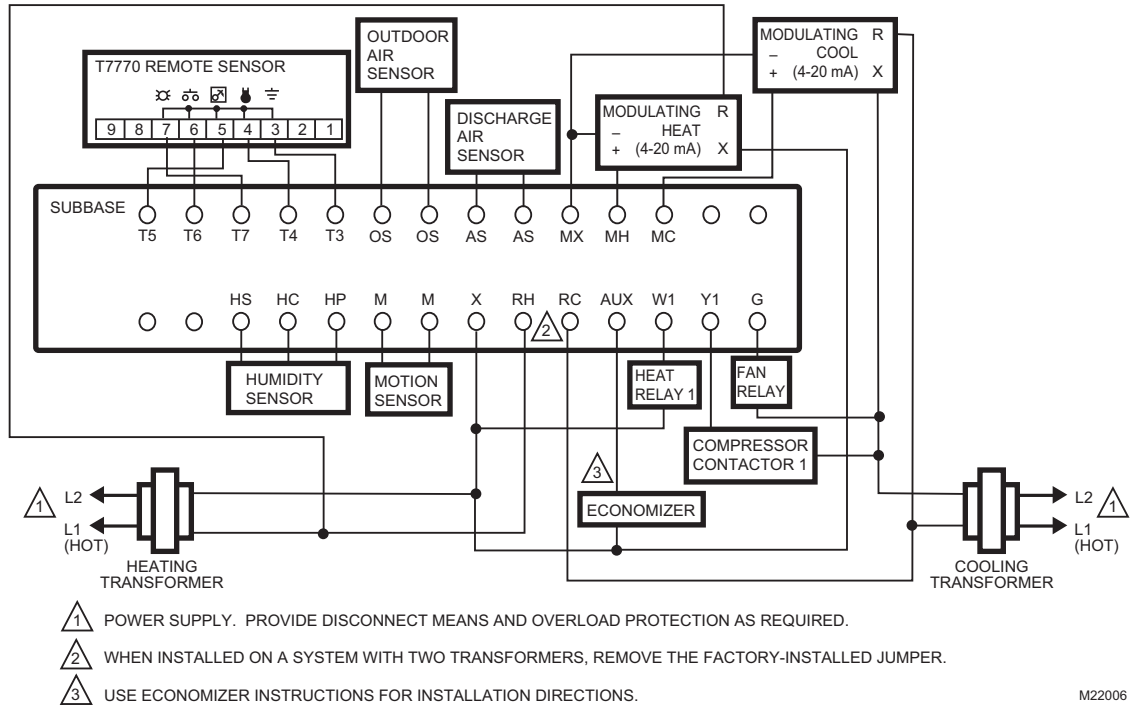 OUTDOOR
AIR
SENSOR
MODULATING R
– COOL
+ (4-20 mA) X
T7770 REMOTE SENSOR
9 8 7 6 5 4 3 2 1
DISCHARGE
AIR
SENSOR
MODULATING R
– HEAT
+ (4-20 mA) X
SUBBASE
T5 T6 T7 T4 T3 OS OS AS AS MX MH MC
HS HC HP M M X RH RC AUX W1 Y1 G
2
HUMIDITY
SENSOR
MOTION
SENSOR
HEAT
RELAY 1
FAN
RELAY
COMPRESSOR
CONTACTOR 1
3
ECONOMIZER
1
L2
L1
(HOT)
HEATING
TRANSFORMER
L2
1
L1
(HOT)
COOLING
TRANSFORMER
1 POWER SUPPLY. PROVIDE DISCONNECT MEANS AND OVERLOAD PROTECTION AS REQUIRED.
2 WHEN INSTALLED ON A SYSTEM WITH TWO TRANSFORMERS, REMOVE THE FACTORY-INSTALLED JUMPER.
3 USE ECONOMIZER INSTRUCTIONS FOR INSTALLATION DIRECTIONS.
M22006